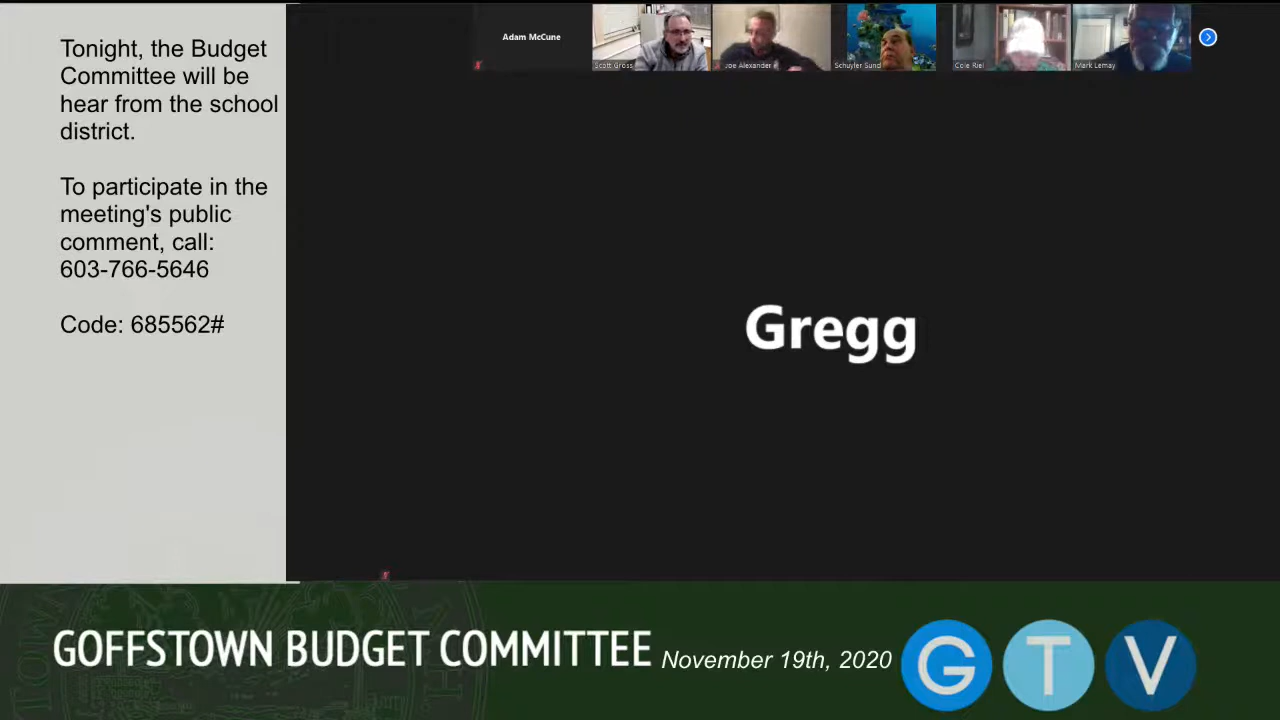 Tonight, the Budget
Committee will be
hear from the school
district.
To participate in the
meeting's public
comment, call:
603-766-5646
Code: 685562#
Adam McCune
Scott Gross
Joe Alexander
Schuyler Sund
Cole Riel
Mark Lemay
Gregg
GOFFSTOWN BUDGET COMMITTEE
November 19th, 2020
G T V